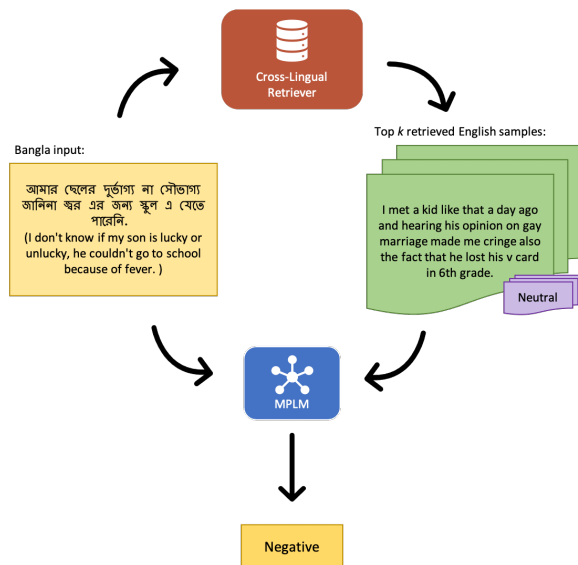 Cross-Lingual
Retriever
Bangla input:
আমার ছেলের দুর্ভাগ্য না সৌভাগ্য
জানিনা জ্বর এর জন্য স্কুল এ যেতে
পারেনি.
(I don't know if my son is lucky or
unlucky, he couldn't go to school
because of fever. )
Top k retrieved English samples:
I met a kid like that a day ago
and hearing his opinion on gay
marriage made me cringe also
the fact that he lost his v card
in 6th grade.
Neutral
MPLM
Negative